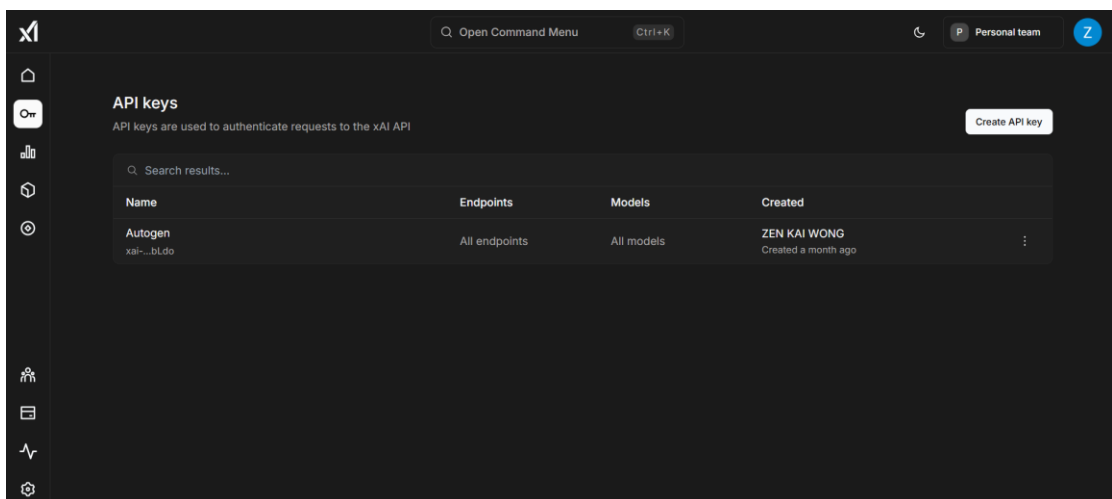 xI
Open Command Menu Ctrl+K
P Personal team
Z
API keys
API keys are used to authenticate requests to the xAI API
Create API key
Search results...
Name Endpoints Models Created
Autogen All endpoints All models ZEN KAI WONG
xai-...bLdo Created a month ago